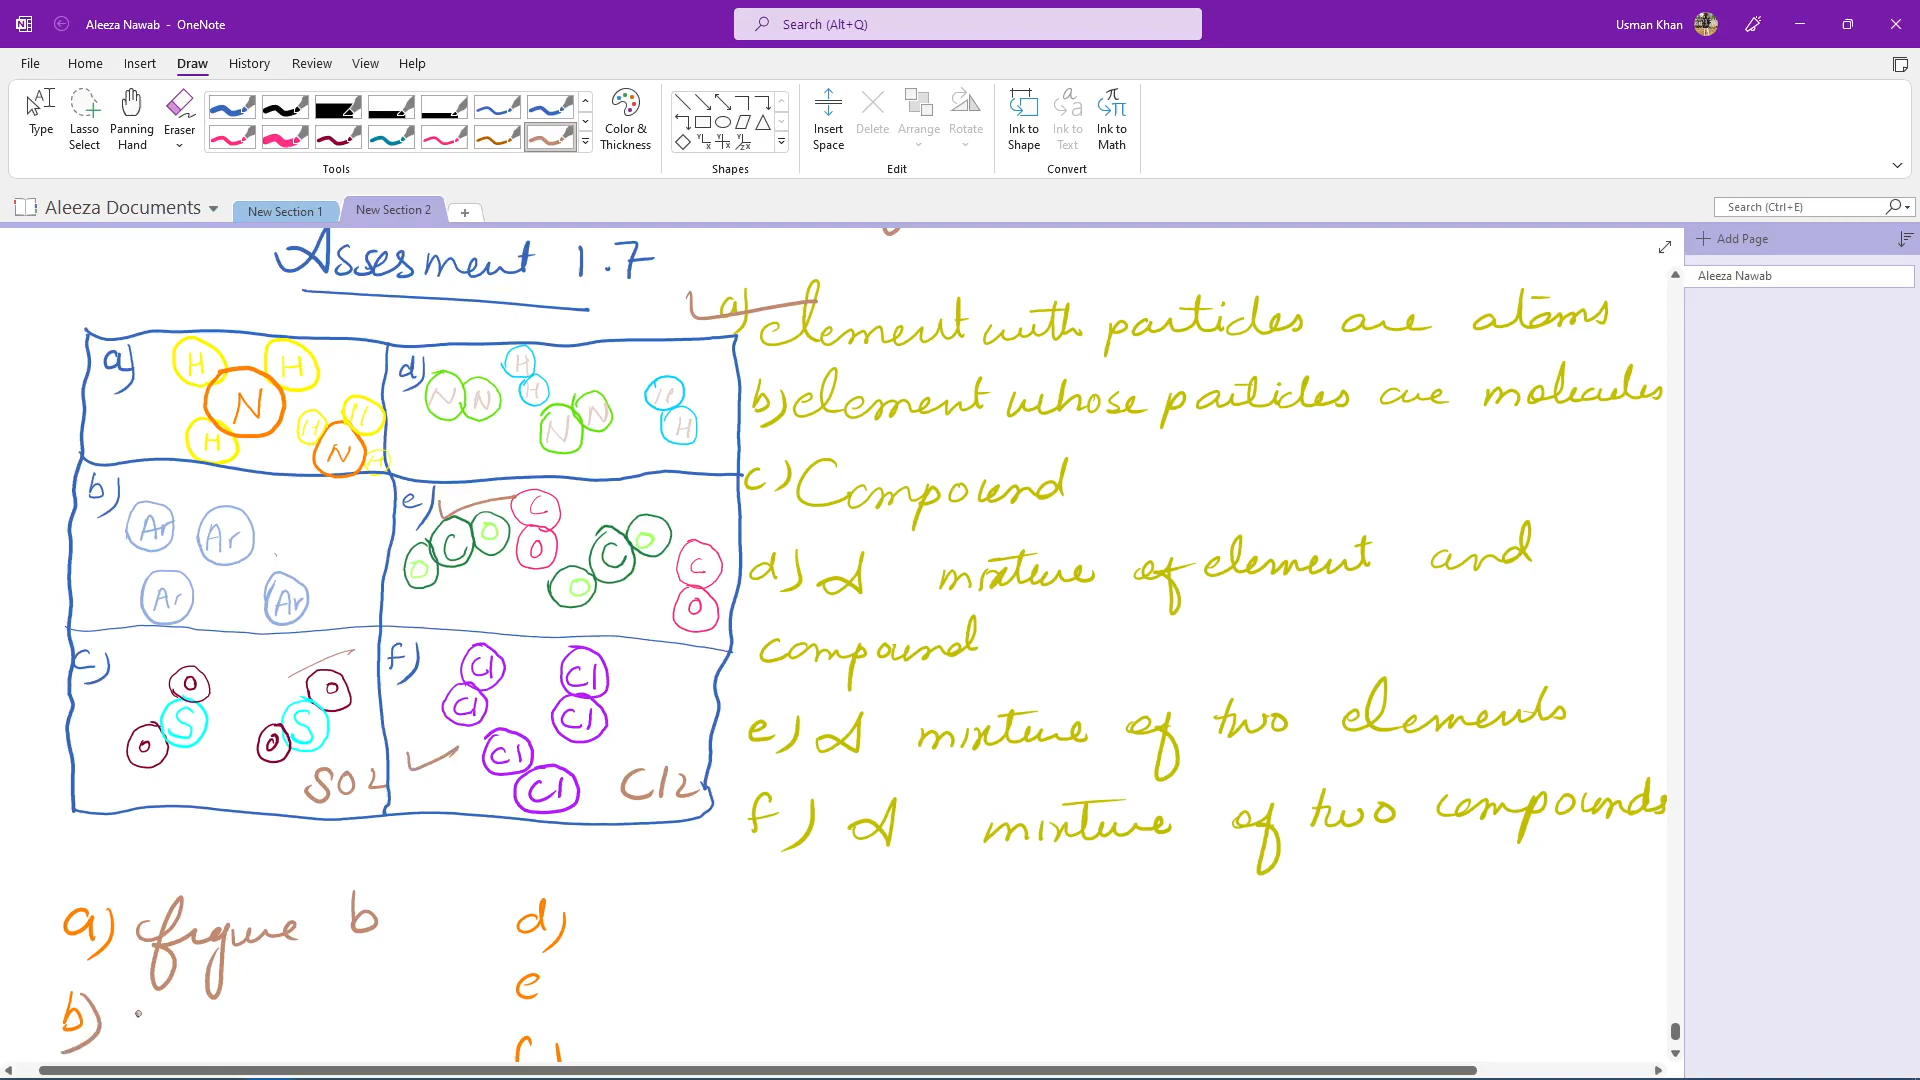 Aleeza Nawab - OneNote
Search (Alt+Q)
Usman Khan
File Home Insert Draw History Review View Help
Type
Lasso Select
Panning Hand
Eraser
Color & Thickness
Insert Space
Delete
Arrange
Rotate
Ink to Shape
Ink to Text
Ink to Math
Tools
Shapes
Edit
Convert
Aleeza Documents
New Section 1
New Section 2
Search (Ctrl+E)
Add Page
Aleeza Nawab
Assesment 1.7
a)
H H
N
H
H H
N H
d)
N N
H
H
N N
H
H
b)
Ar Ar
Ar Ar
e)
O C O
C
O
O C O
C
O
c)
O
S
O
O
S
O
SO2
f)
Cl
Cl
Cl
Cl
Cl
Cl
Cl2
a) element with particles are atoms
b) element whose particles are molecules
c) Compound
d) A mixture of element and
compound
e) A mixture of two elements
f) A mixture of two compounds
a) figure b
b)
d)
e